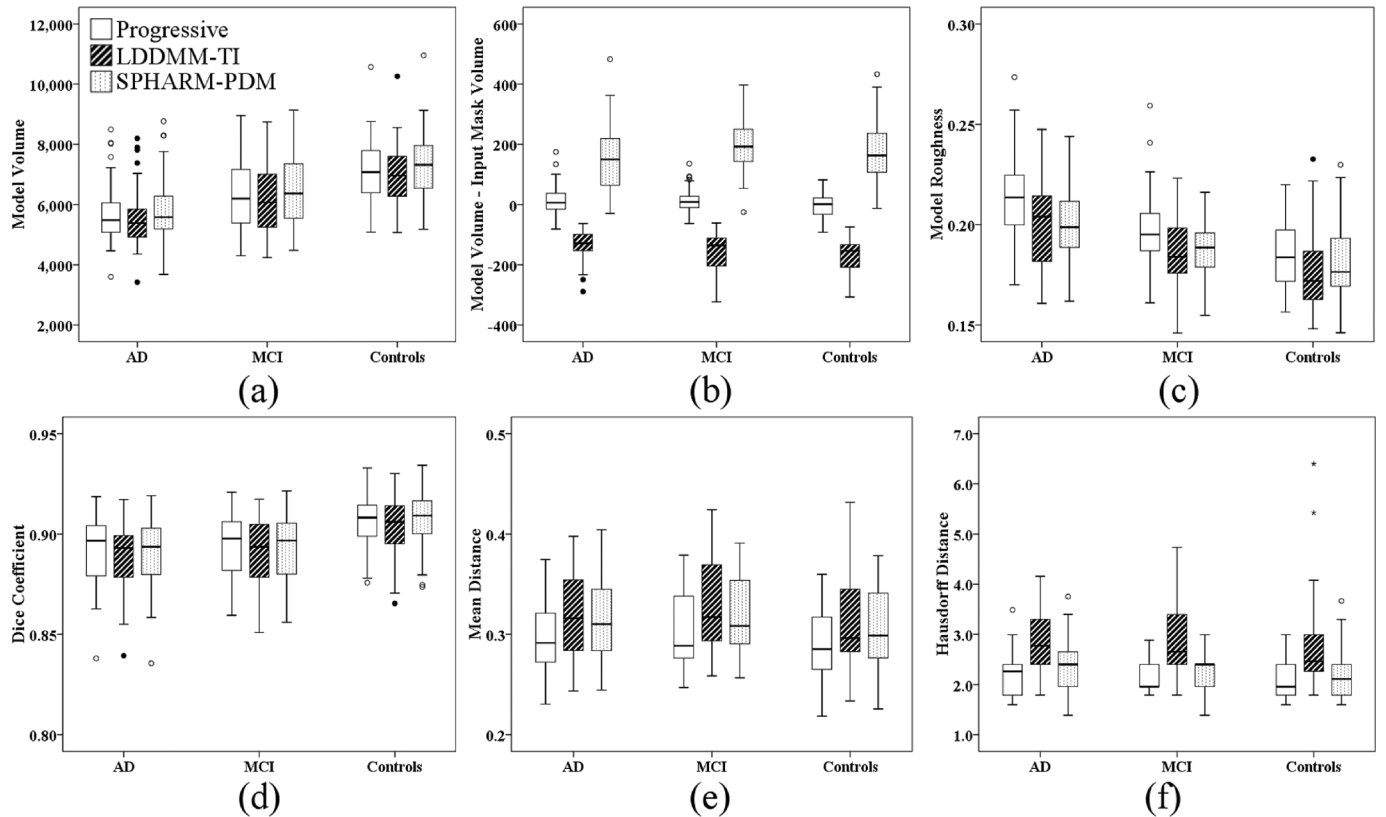 12,000
10,000
8,000
6,000
4,000
2,000
Model Volume
Progressive
LDDMM-TI
SPHARM-PDM
AD MCI Controls
(a)
600
400
200
0
-200
-400
Model Volume - Input Mask Volume
AD MCI Controls
(b)
0.30
0.25
0.20
0.15
Model Roughness
AD MCI Controls
(c)
0.95
0.90
0.85
0.80
Dice Coefficient
AD MCI Controls
(d)
0.5
0.4
0.3
0.2
Mean Distance
AD MCI Controls
(e)
7.0
6.0
5.0
4.0
3.0
2.0
1.0
Hausdorff Distance
AD MCI Controls
(f)